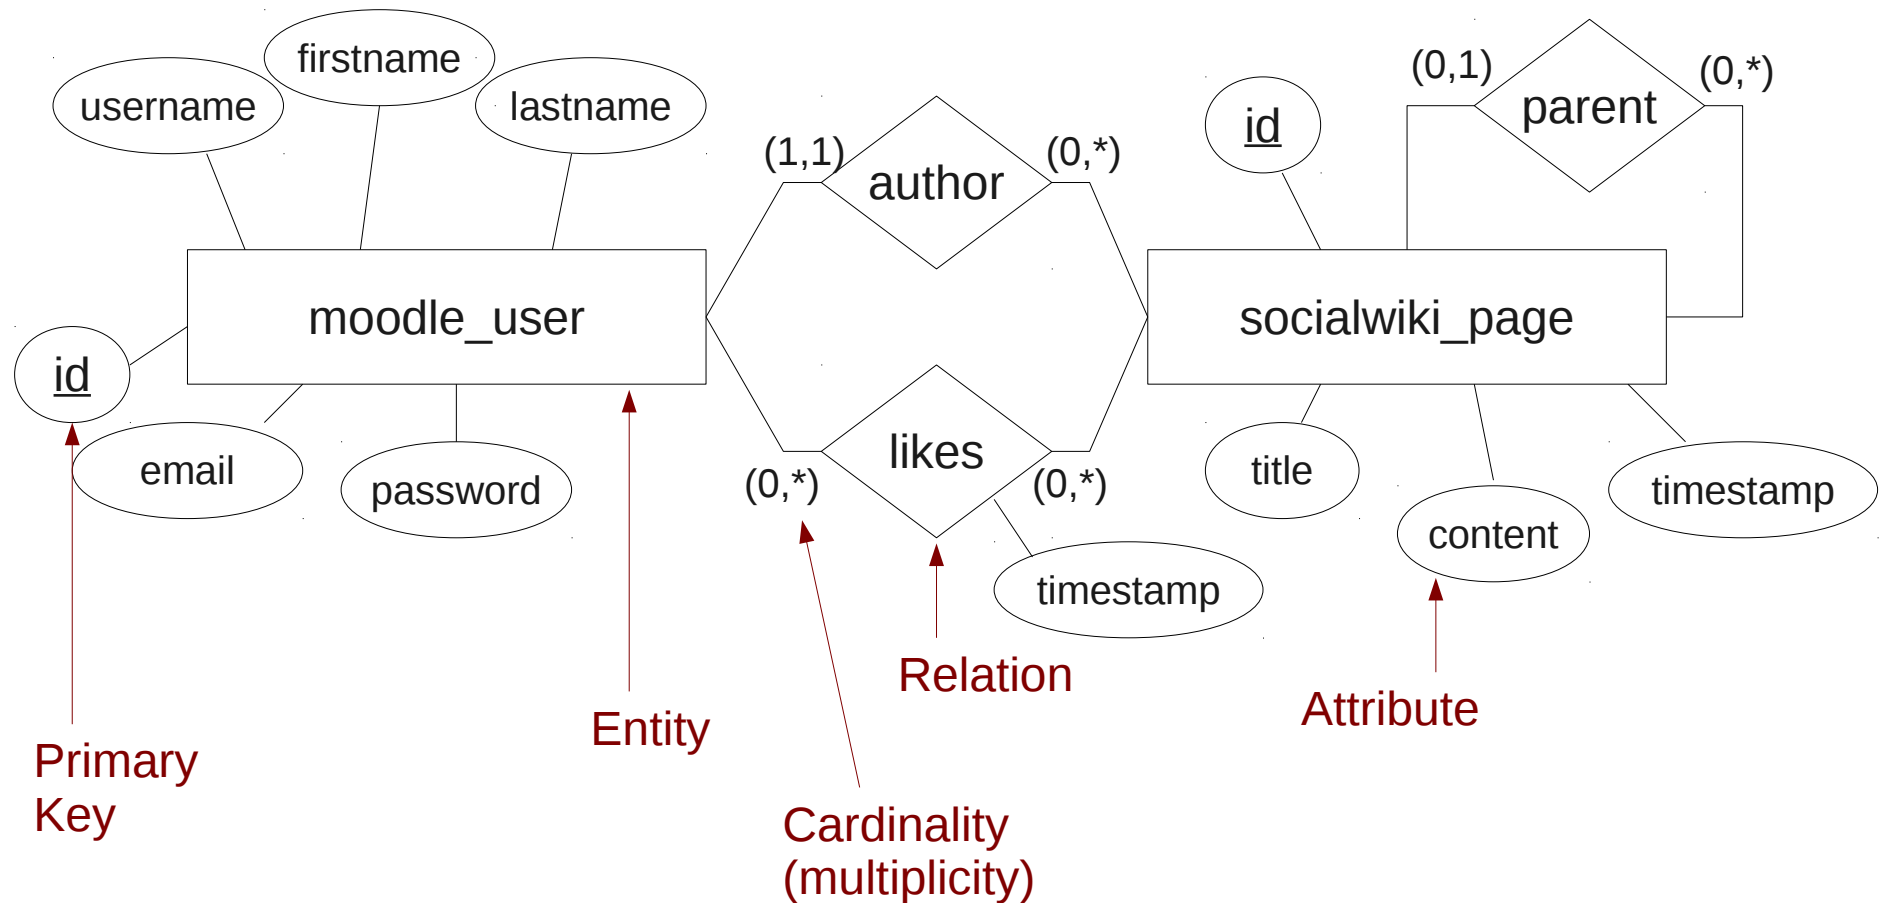 firstname
username
lastname
(1,1)
author
(0,*)
id
(0,1)
parent
(0,*)
moodle_user
socialwiki_page
id
email
password
(0,*)
likes
(0,*)
timestamp
title
content
timestamp
Relation
Entity
Attribute
Primary
Key
Cardinality
(multiplicity)